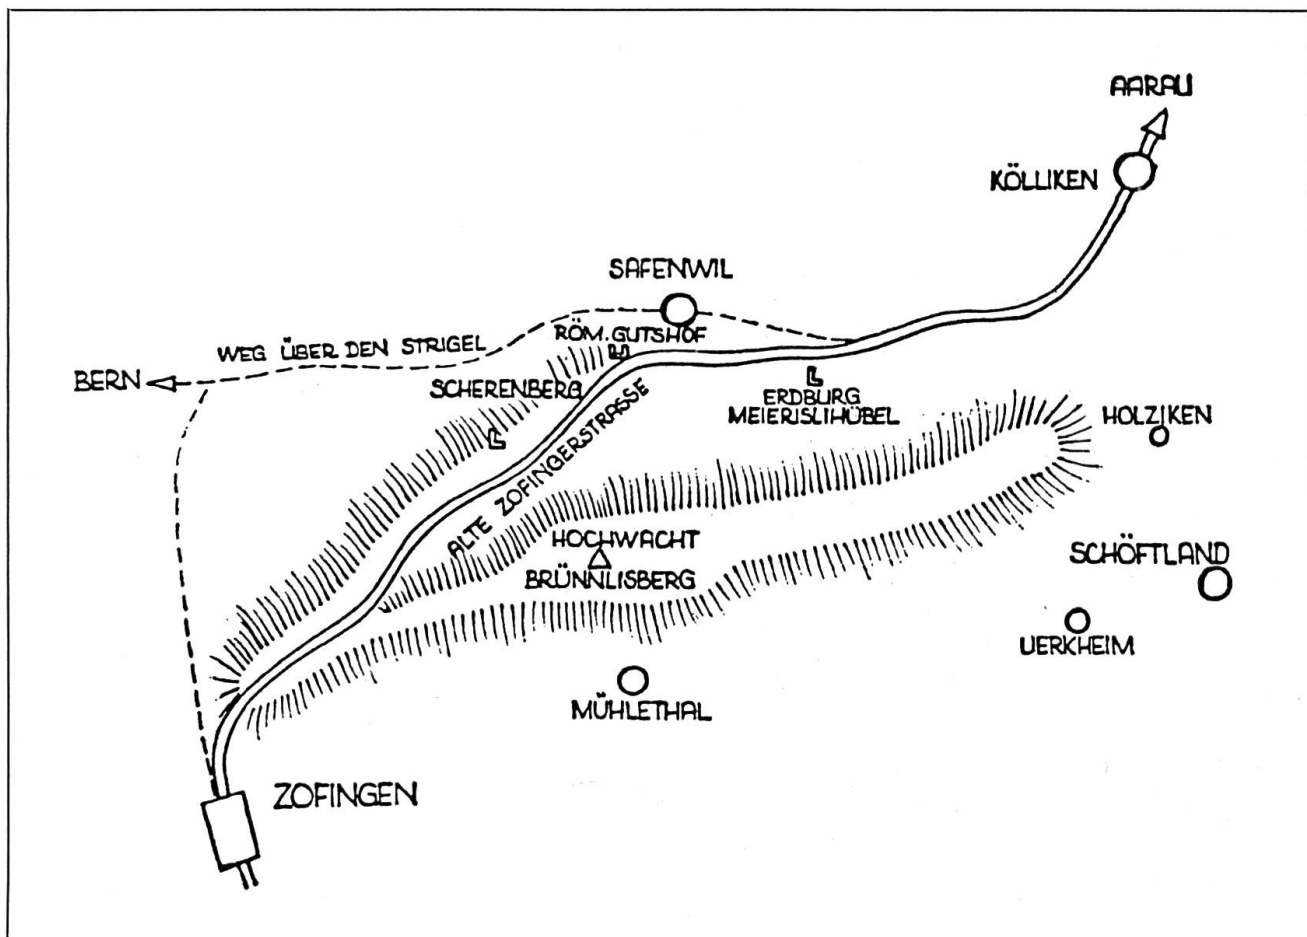 AARAU
KÖLLIKEN
SAFENWIL
RÖM. GUTSHOF
WEG ÜBER DEN STRIGEL
BERN
SCHERENBERG
ERDBURG
MEIERISLIHÜBEL
HOLZIKEN
ALTE ZOFINGERSTRASSE
HOCHWACHT
BRÜNNLISBERG
SCHÖFTLAND
UERKHEIM
MÜHLETHAL
ZOFINGEN